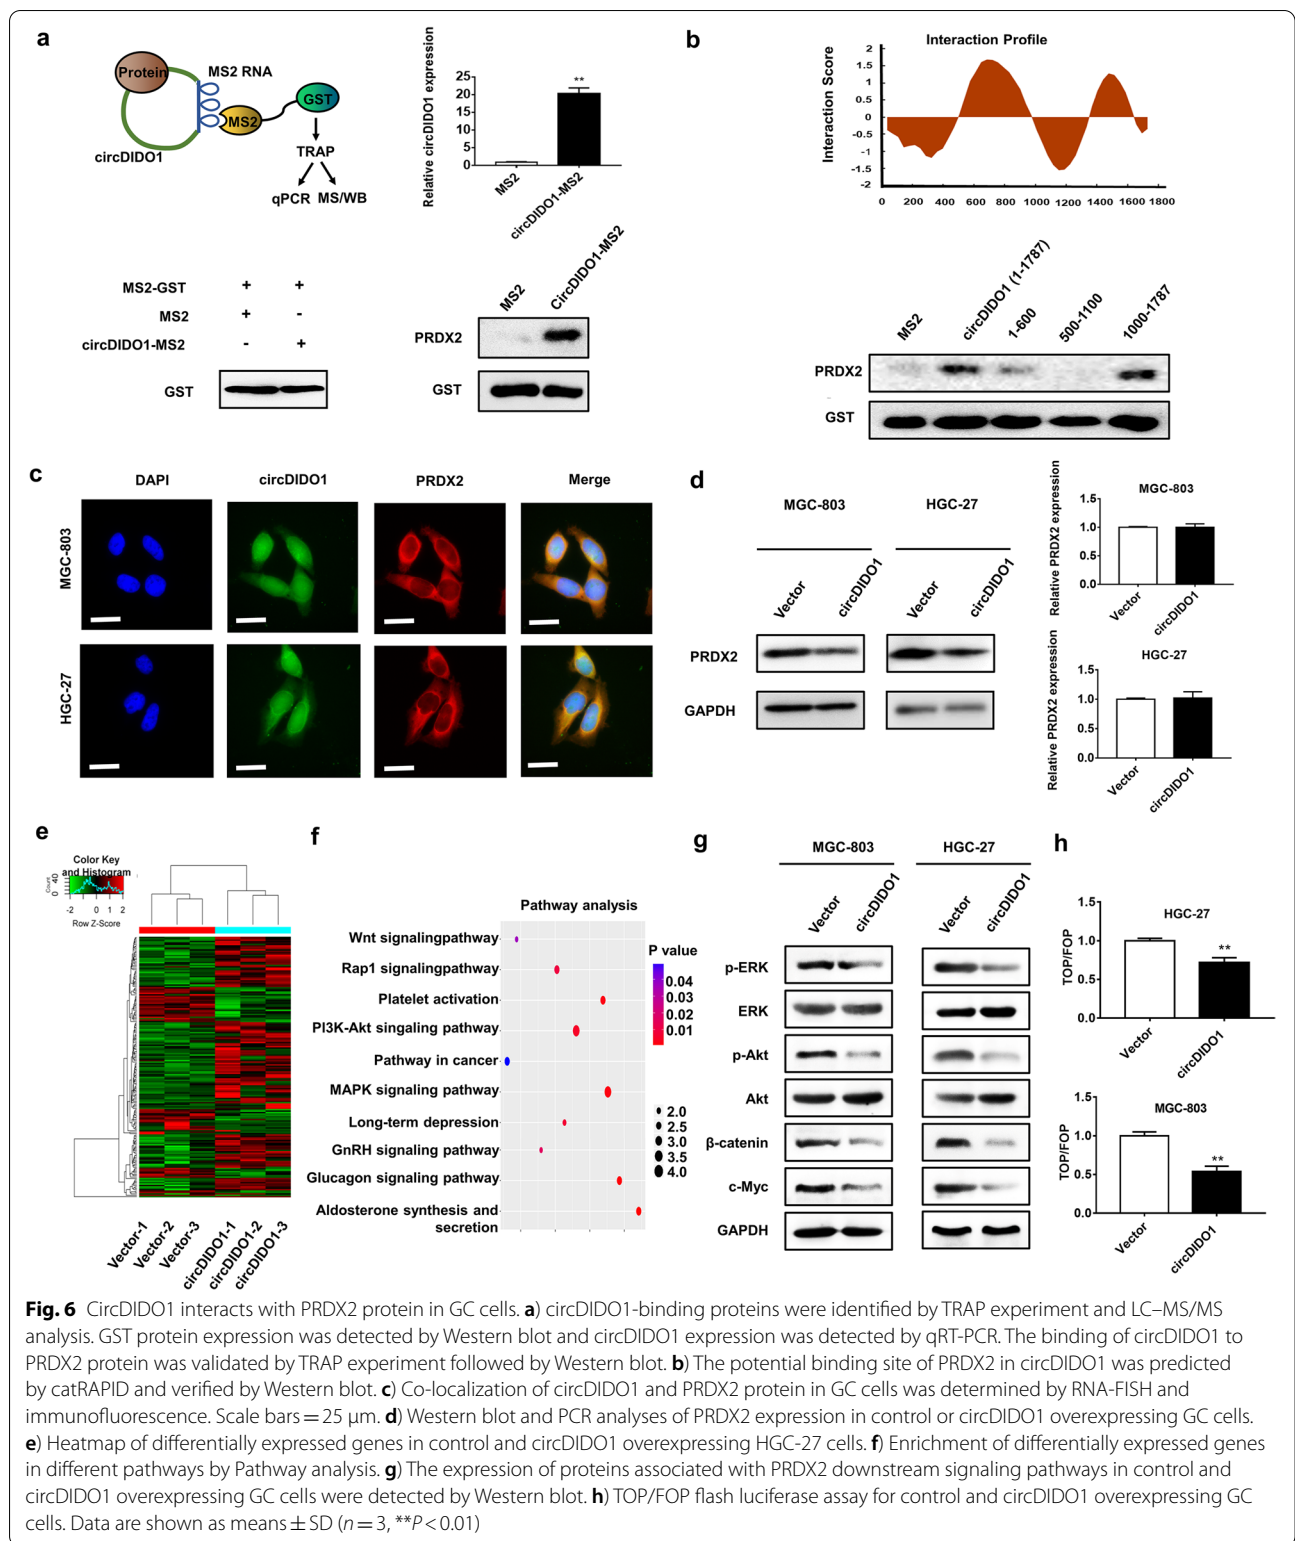 a
Protein
MS2 RNA
MS2
GST
circDIDO1
TRAP
qPCR MS/WB
Relative circDIDO1 expression
25
20
15
10
5
0
**
MS2
circDIDO1-MS2
MS2-GST + +
MS2 + -
circDIDO1-MS2 - +
GST
MS2
CircDIDO1-MS2
PRDX2
GST
b
Interaction Profile
Interaction Score
2
1.5
1
0.5
0
-0.5
-1
-1.5
-2
0 200 400 600 800 1000 1200 1400 1600 1800
MS2
circDIDO1 (1-1787)
1-600
500-1100
1000-1787
PRDX2
GST
c
DAPI circDIDO1 PRDX2 Merge
MGC-803
HGC-27
d
MGC-803 HGC-27
Vector circDIDO1 Vector circDIDO1
PRDX2
GAPDH
MGC-803
Relative PRDX2 expression
1.5
1.0
0.5
0.0
Vector
circDIDO1
HGC-27
Relative PRDX2 expression
1.5
1.0
0.5
0.0
Vector
circDIDO1
e
Color Key
and Histogram
Count
0 40
-2 -1 0 1 2
Row Z-Score
Vector-1
Vector-2
Vector-3
circDIDO1-1
circDIDO1-2
circDIDO1-3
f
Pathway analysis
Wnt signalingpathway
Rap1 signalingpathway
Platelet activation
PI3K-Akt singaling pathway
Pathway in cancer
MAPK signaling pathway
Long-term depression
GnRH signaling pathway
Glucagon signaling pathway
Aldosterone synthesis and
secretion
P value
0.04
0.03
0.02
0.01
2.0
2.5
3.0
3.5
4.0
g
MGC-803 HGC-27
Vector circDIDO1 Vector circDIDO1
p-ERK
ERK
p-Akt
Akt
β-catenin
c-Myc
GAPDH
h
HGC-27
TOP/FOP
1.5
1.0
0.5
0.0
**
Vector
circDIDO1
MGC-803
TOP/FOP
1.5
1.0
0.5
0.0
**
Vector
circDIDO1
Fig. 6 CircDIDO1 interacts with PRDX2 protein in GC cells. a) circDIDO1-binding proteins were identified by TRAP experiment and LC–MS/MS
analysis. GST protein expression was detected by Western blot and circDIDO1 expression was detected by qRT-PCR. The binding of circDIDO1 to
PRDX2 protein was validated by TRAP experiment followed by Western blot. b) The potential binding site of PRDX2 in circDIDO1 was predicted
by catRAPID and verified by Western blot. c) Co-localization of circDIDO1 and PRDX2 protein in GC cells was determined by RNA-FISH and
immunofluorescence. Scale bars = 25 μm. d) Western blot and PCR analyses of PRDX2 expression in control or circDIDO1 overexpressing GC cells.
e) Heatmap of differentially expressed genes in control and circDIDO1 overexpressing HGC-27 cells. f) Enrichment of differentially expressed genes
in different pathways by Pathway analysis. g) The expression of proteins associated with PRDX2 downstream signaling pathways in control and
circDIDO1 overexpressing GC cells were detected by Western blot. h) TOP/FOP flash luciferase assay for control and circDIDO1 overexpressing GC
cells. Data are shown as means ± SD (n = 3, **P < 0.01)